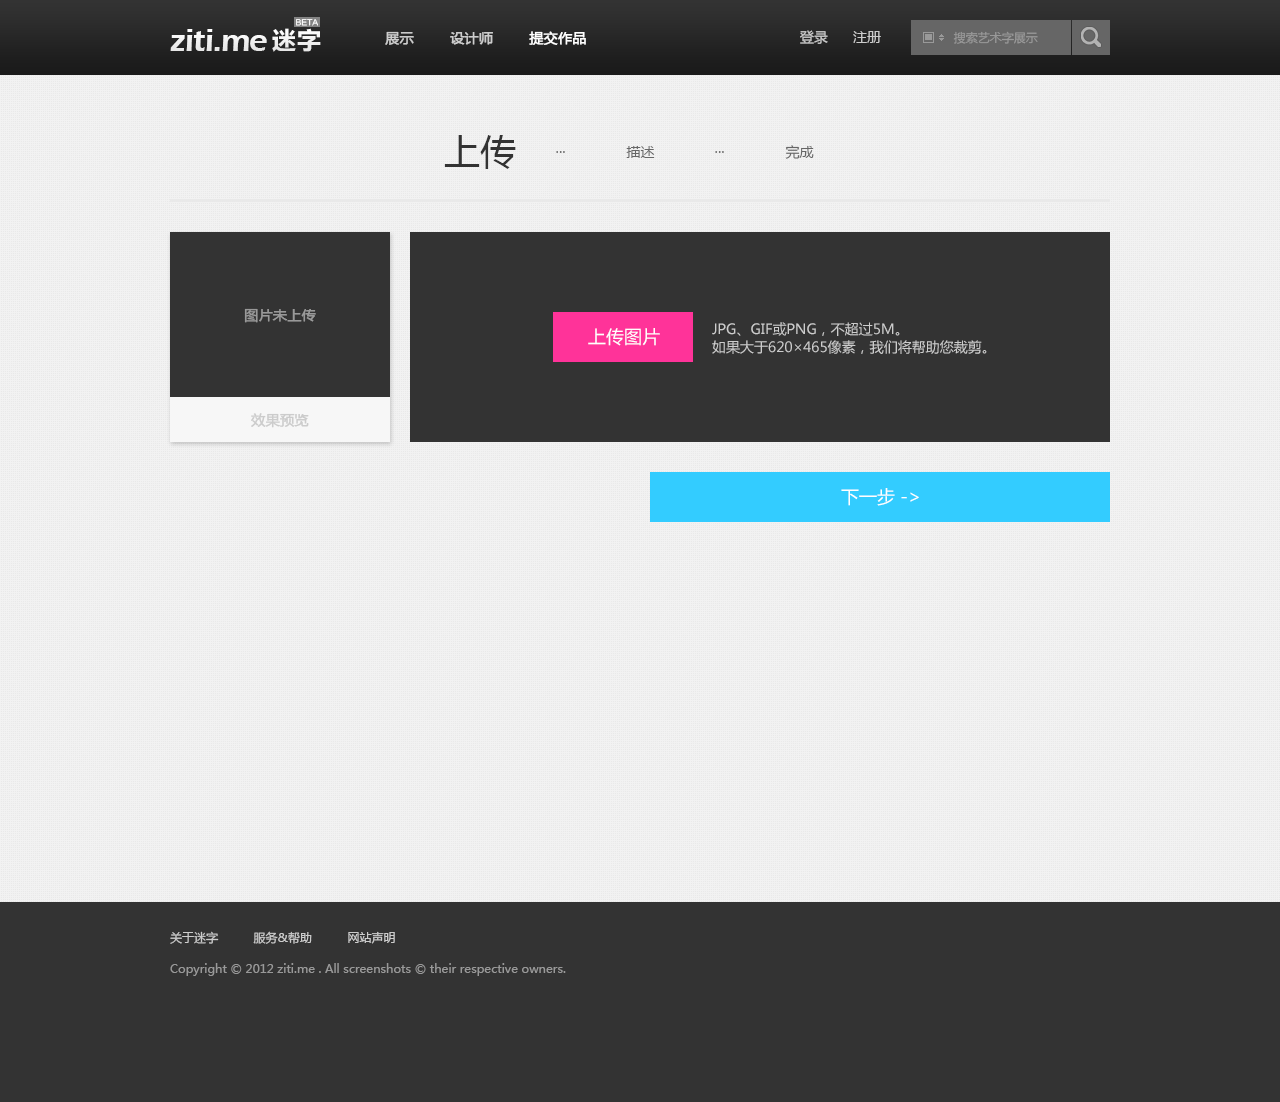 ziti.me 迷字 BETA
展示 设计师 提交作品 登录 注册 搜索艺术字展示
上传 ... 描述 ... 完成
图片未上传
效果预览
上传图片
JPG、GIF或PNG，不超过5M。
如果大于620×465像素，我们将帮助您裁剪。
下一步 ->
关于迷字 服务&帮助 网站声明
Copyright © 2012 ziti.me . All screenshots © their respective owners.